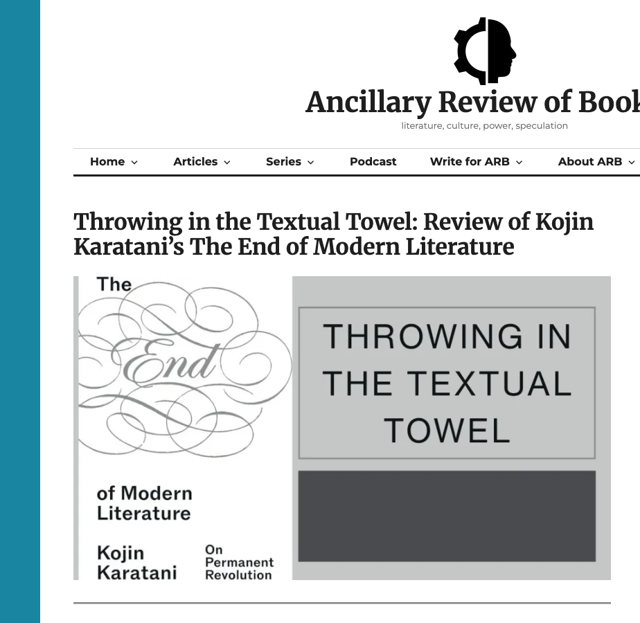 Ancillary Review of Book
literature, culture, power, speculation
Home Articles Series Podcast Write for ARB About ARB
Throwing in the Textual Towel: Review of Kojin
Karatani’s The End of Modern Literature
The
End
of Modern
Literature
Kojin
Karatani
On
Permanent
Revolution
THROWING IN
THE TEXTUAL
TOWEL